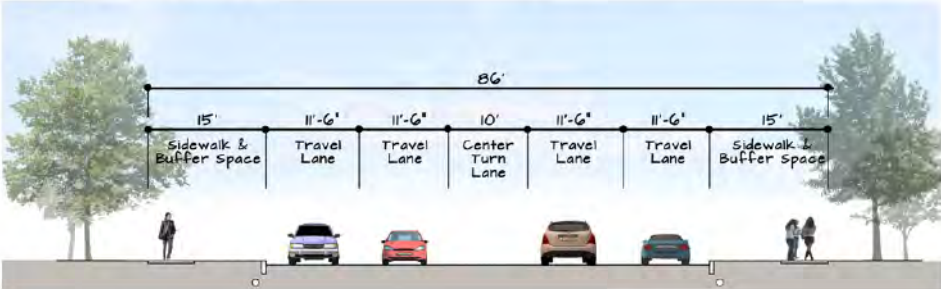 86'
15' 11'-6" 11'-6" 10' 11'-6" 11'-6" 15'
Sidewalk & Travel Travel Center Travel Travel Sidewalk &
Buffer Space Lane Lane Turn Lane Lane Buffer Space
Lane